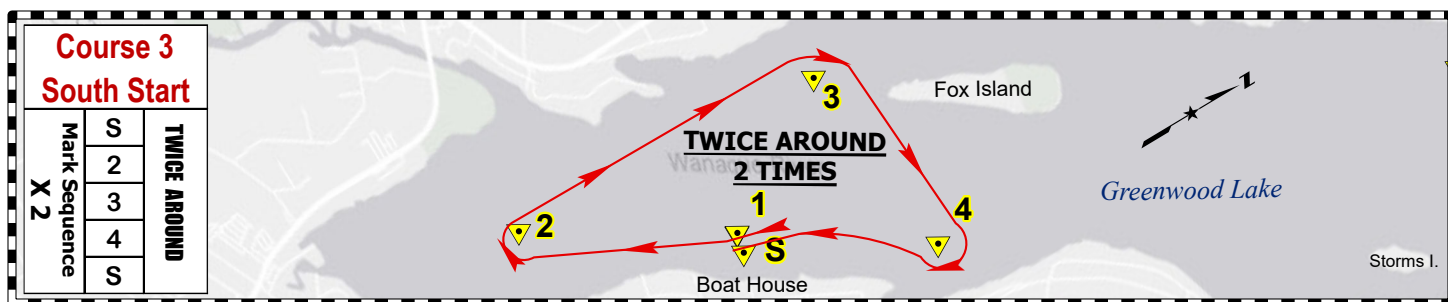 Course 3
South Start
Mark Sequence
X 2
S
2
3
4
S
TWICE AROUND
3
Fox Island
TWICE AROUND
2 TIMES
N
Greenwood Lake
1
4
2
S
Boat House
Storms I.